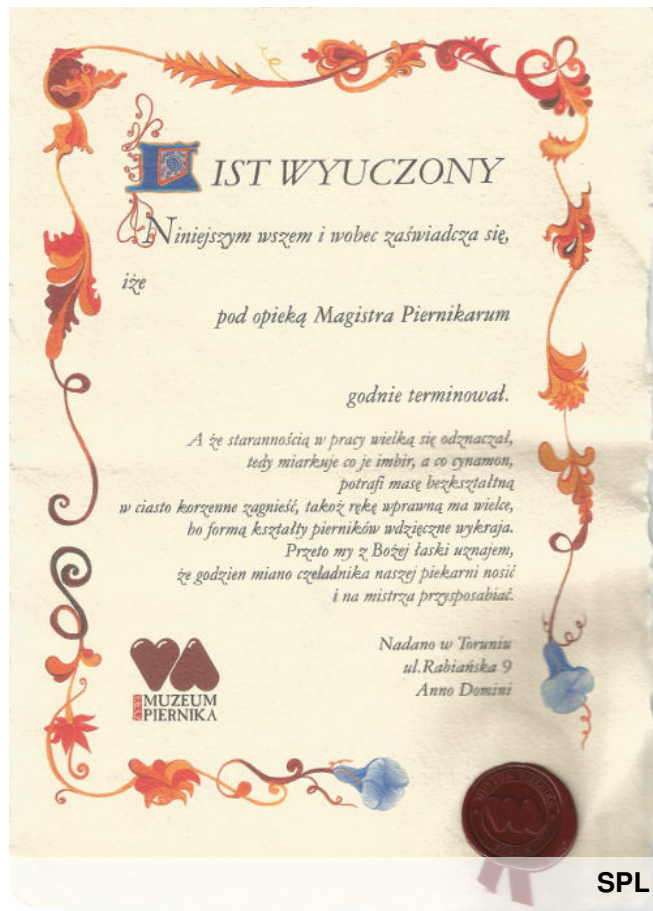 LIST WYUCZONY
Niniejszym wszem i wobec zaświadcza się,
iże
pod opieką Magistra Piernikarum
godnie terminował.
A że starannością w pracy wielką się odznaczał,
tedy miarkuje co je imbir, a co cynamon,
potrafi masę bezkształtną
w ciasto korzenne zagnieść, takoż rękę wprawną ma wielce,
bo formą kształty pierników wdzięczne wykraja.
Przeto my z Bożej łaski uznajem,
że godzien miano czeladnika naszej piekarni nosić
i na mistrza przysposabiać.
Nadano w Toruniu
ul.Rabiańska 9
Anno Domini
ŻYWE
MUZEUM
PIERNIKA
SPL